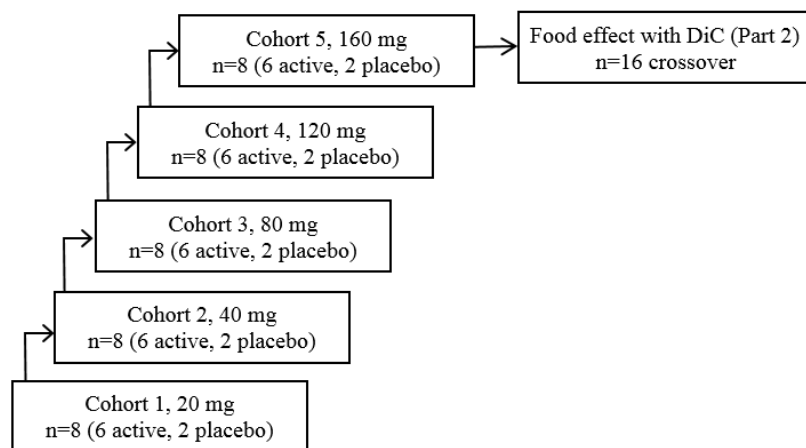 Cohort 5, 160 mg
n=8 (6 active, 2 placebo)
Food effect with DiC (Part 2)
n=16 crossover
Cohort 4, 120 mg
n=8 (6 active, 2 placebo)
Cohort 3, 80 mg
n=8 (6 active, 2 placebo)
Cohort 2, 40 mg
n=8 (6 active, 2 placebo)
Cohort 1, 20 mg
n=8 (6 active, 2 placebo)